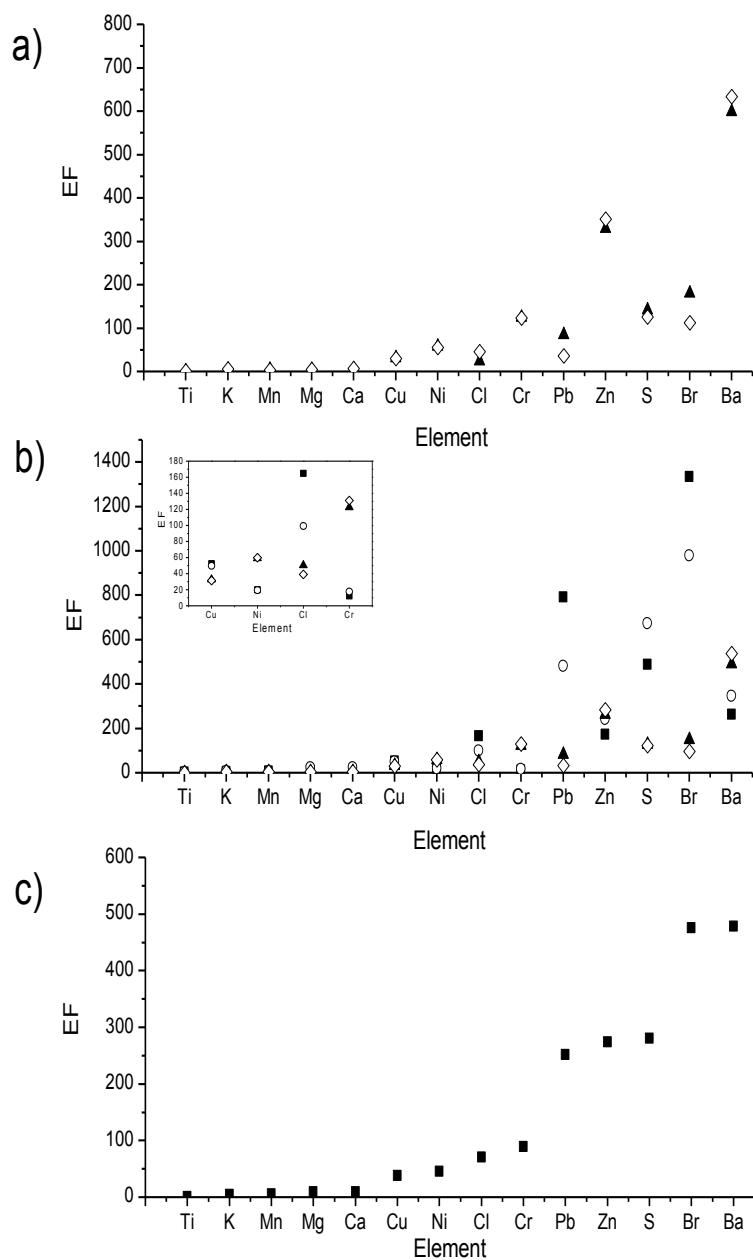 a)
800
700
600
500
400
300
200
100
0
EF
Ti K Mn Mg Ca Cu Ni Cl Cr Pb Zn S Br Ba
Element
b)
1400
1200
1000
800
600
400
200
0
EF
180
160
140
120
100
80
60
40
20
0
EF
Cu Ni Cl Cr
Element
Ti K Mn Mg Ca Cu Ni Cl Cr Pb Zn S Br Ba
Element
c)
600
500
400
300
200
100
0
EF
Ti K Mn Mg Ca Cu Ni Cl Cr Pb Zn S Br Ba
Element